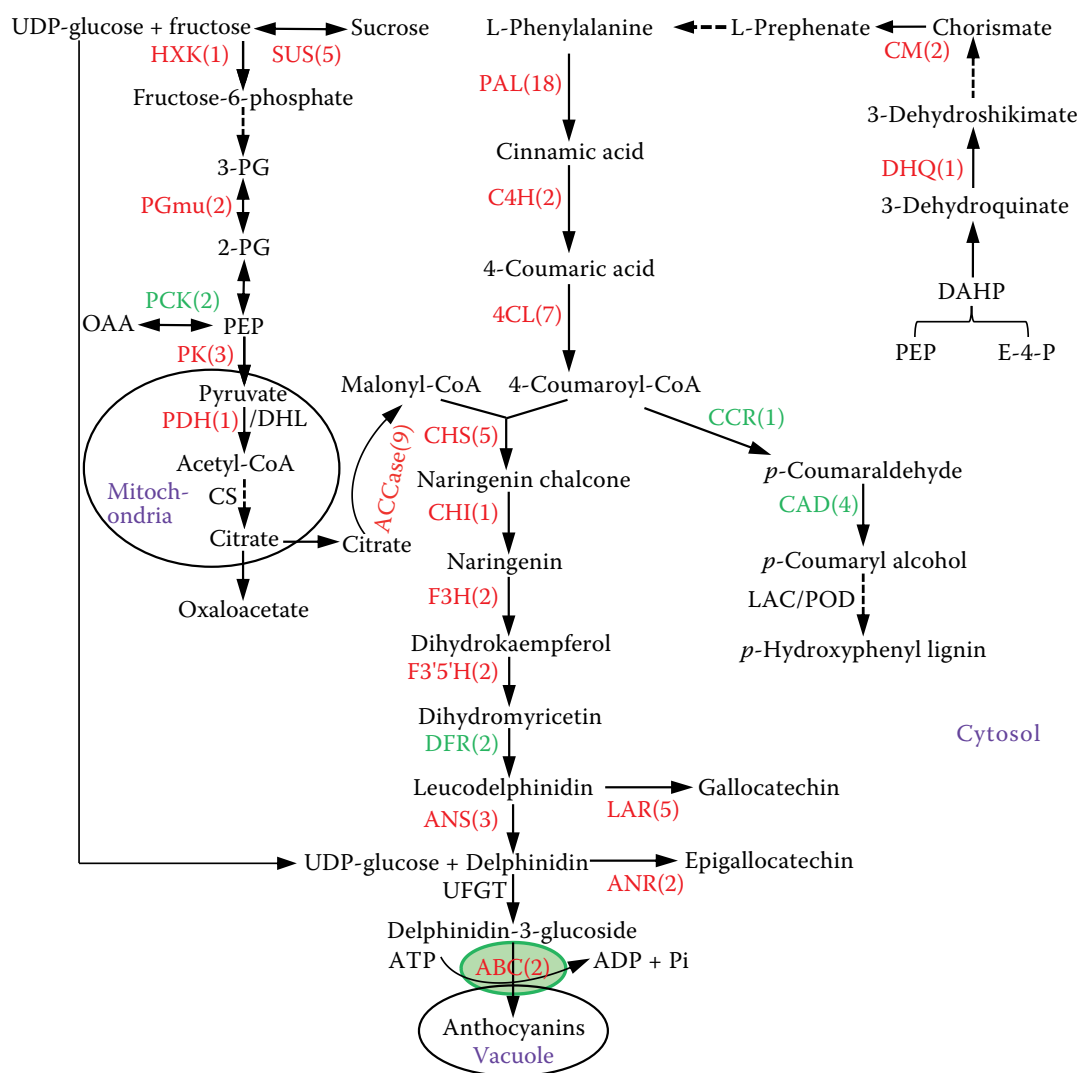 UDP-glucose + fructose
Sucrose
HXK(1)
SUS(5)
Fructose-6-phosphate
3-PG
PGmu(2)
2-PG
PCK(2)
OAA
PEP
PK(3)
Pyruvate
PDH(1)
/DHL
Acetyl-CoA
Mitoch-
ondria
CS
Citrate
Citrate
Oxaloacetate
ACCase(9)
L-Phenylalanine
L-Prephenate
Chorismate
CM(2)
PAL(18)
3-Dehydroshikimate
Cinnamic acid
DHQ(1)
C4H(2)
3-Dehydroquinate
4-Coumaric acid
DAHP
4CL(7)
PEP
E-4-P
Malonyl-CoA
4-Coumaroyl-CoA
CCR(1)
CHS(5)
Naringenin chalcone
p-Coumaraldehyde
CHI(1)
CAD(4)
Naringenin
p-Coumaryl alcohol
F3H(2)
LAC/POD
Dihydrokaempferol
p-Hydroxyphenyl lignin
F3'5'H(2)
Dihydromyricetin
DFR(2)
Cytosol
Leucodelphinidin
Gallocatechin
ANS(3)
LAR(5)
UDP-glucose + Delphinidin
Epigallocatechin
UFGT
ANR(2)
Delphinidin-3-glucoside
ATP
ABC(2)
ADP + Pi
Anthocyanins
Vacuole